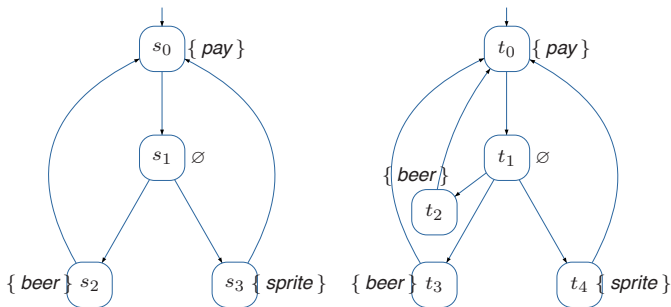 s₀ { pay } t₀ { pay }
s₁ ∅ t₁ ∅
{ beer }
t₂
{ beer } s₂ s₃ { sprite } { beer } t₃ t₄ { sprite }